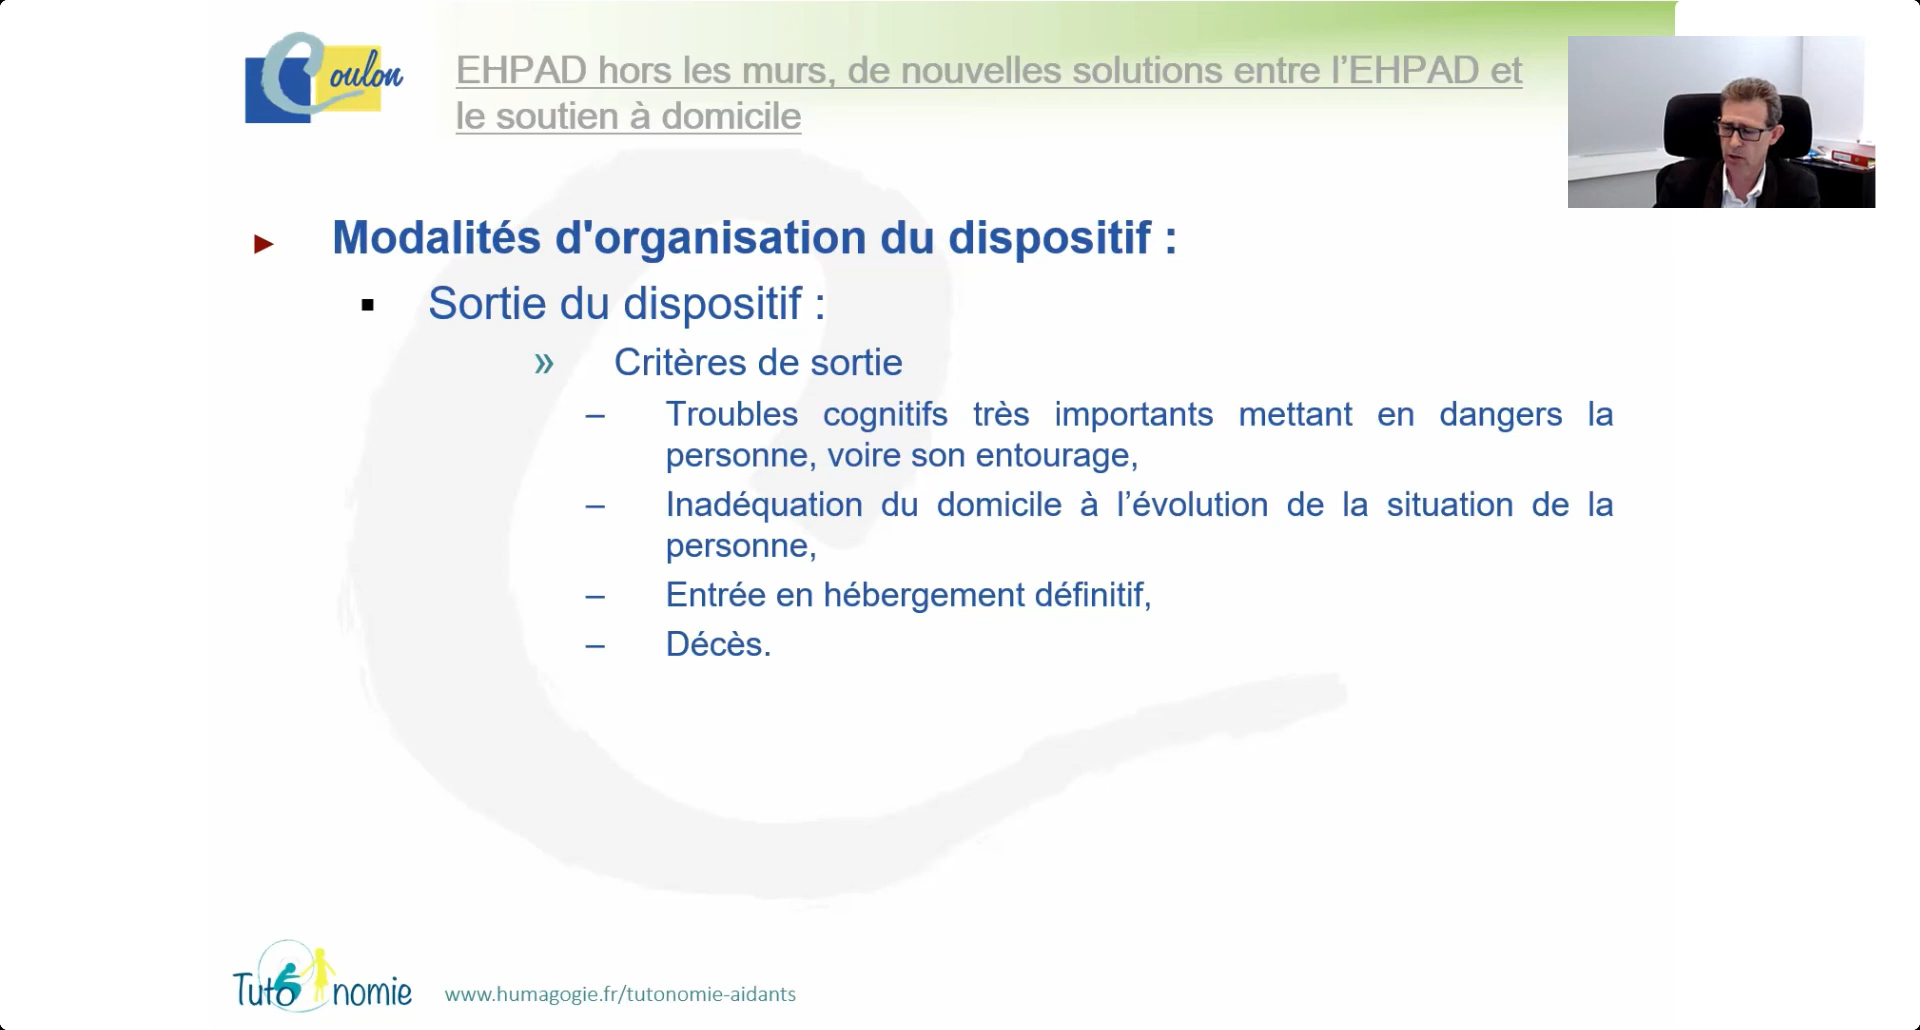 Coulon
EHPAD hors les murs, de nouvelles solutions entre l’EHPAD et
le soutien à domicile
► Modalités d'organisation du dispositif :
▪ Sortie du dispositif :
» Critères de sortie
– Troubles cognitifs très importants mettant en dangers la
personne, voire son entourage,
– Inadéquation du domicile à l’évolution de la situation de la
personne,
– Entrée en hébergement définitif,
– Décès.
Tutonomie
www.humagogie.fr/tutonomie-aidants